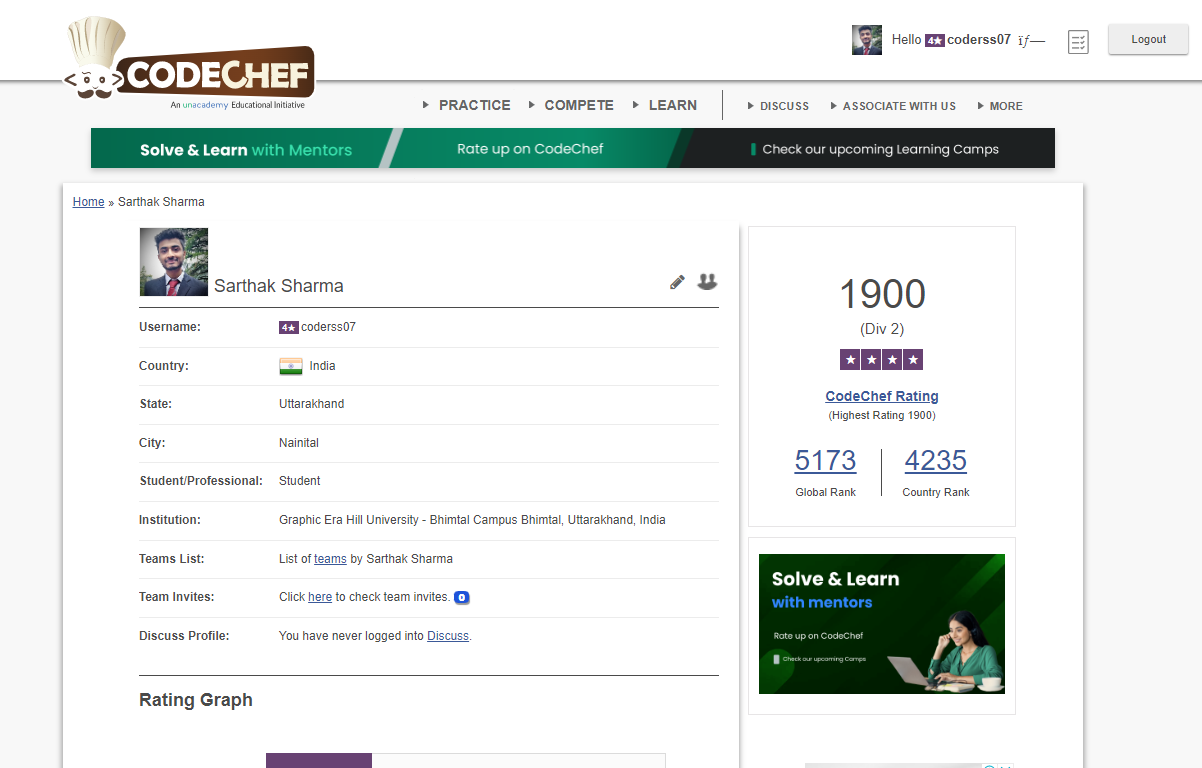 Hello 4★ coderss07 ïƒ—
Logout
CODECHEF
An unacademy Educational Initiative
PRACTICE COMPETE LEARN DISCUSS ASSOCIATE WITH US MORE
Solve & Learn with Mentors Rate up on CodeChef Check our upcoming Learning Camps
Home » Sarthak Sharma
Sarthak Sharma
Username: 4★ coderss07
Country: India
State: Uttarakhand
City: Nainital
Student/Professional: Student
Institution: Graphic Era Hill University - Bhimtal Campus Bhimtal, Uttarakhand, India
Teams List: List of teams by Sarthak Sharma
Team Invites: Click here to check team invites. 0
Discuss Profile: You have never logged into Discuss.
Rating Graph
1900
(Div 2)
★★★★
CodeChef Rating
(Highest Rating 1900)
5173 4235
Global Rank Country Rank
Solve & Learn
with mentors
Rate up on CodeChef
Check our upcoming Camps